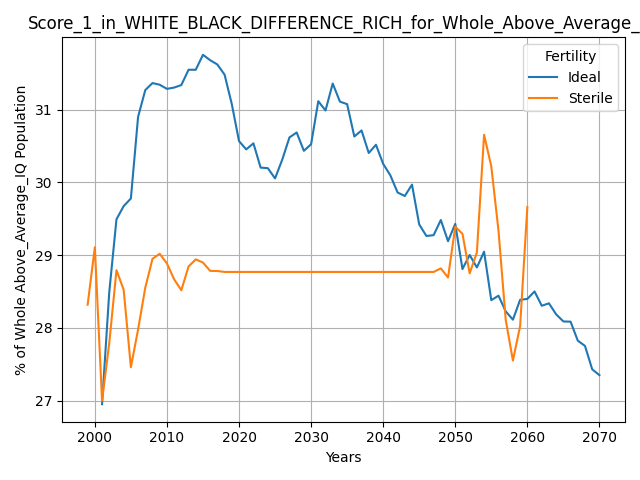 Score_1_in_WHITE_BLACK_DIFFERENCE_RICH_for_Whole_Above_Average_
Fertility
Ideal
Sterile
% of Whole Above_Average_IQ Population
31
30
29
28
27
2000 2010 2020 2030 2040 2050 2060 2070
Years